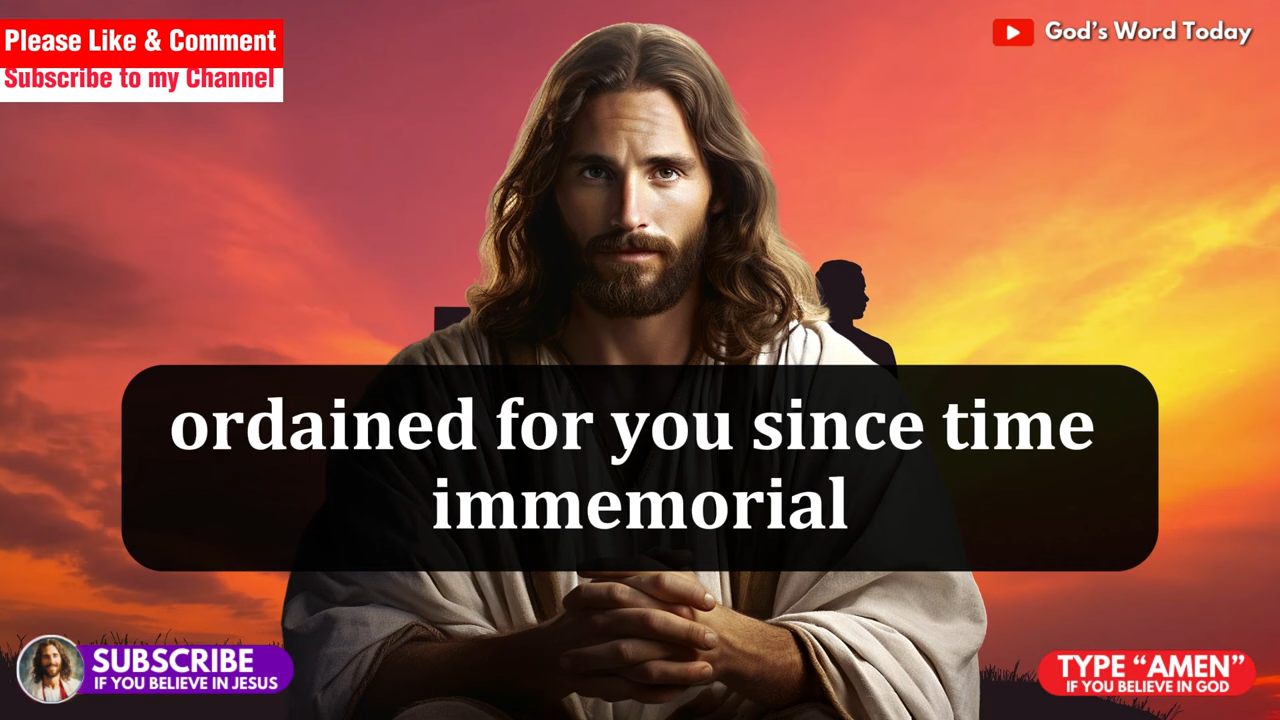 Please Like & Comment
Subscribe to my Channel
God's Word Today
ordained for you since time
immemorial
SUBSCRIBE
IF YOU BELIEVE IN JESUS
TYPE “AMEN”
IF YOU BELIEVE IN GOD